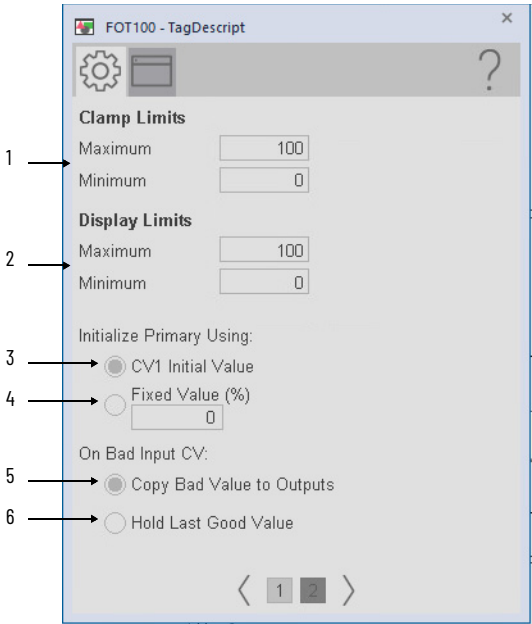 FOT100 - TagDescript
×
?
Clamp Limits
1
Maximum 100
Minimum 0
Display Limits
2
Maximum 100
Minimum 0
Initialize Primary Using:
3
CV1 Initial Value
4
Fixed Value (%)
0
On Bad Input CV:
5
Copy Bad Value to Outputs
6
Hold Last Good Value
1 2